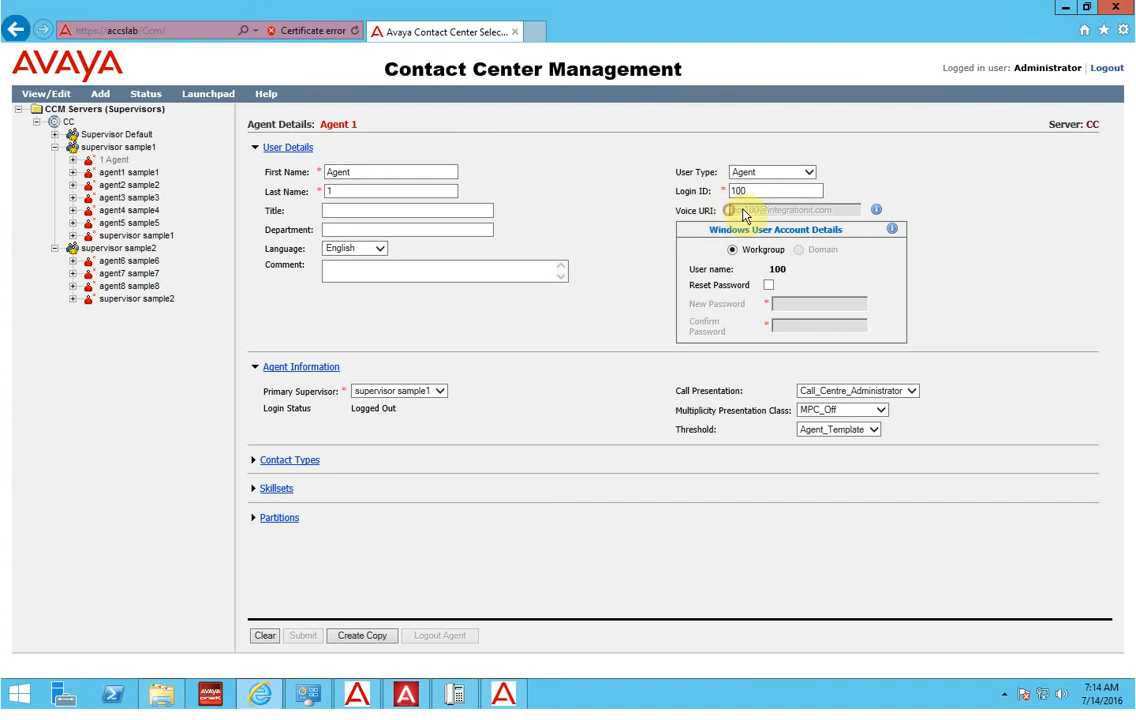 https://accslab/Ccm/
Certificate error
Avaya Contact Center Selec...
AVAYA
Contact Center Management
Logged in user: Administrator | Logout
View/Edit Add Status Launchpad Help
CCM Servers (Supervisors)
CC
Supervisor Default
supervisor sample1
1 Agent
agent1 sample1
agent2 sample2
agent3 sample3
agent4 sample4
agent5 sample5
supervisor sample1
supervisor sample2
agent6 sample6
agent7 sample7
agent8 sample8
supervisor sample2
Agent Details: Agent 1
Server: CC
User Details
First Name: * Agent
Last Name: * 1
Title:
Department:
Language: English
Comment:
User Type: Agent
Login ID: * 100
Voice URI: 100@integrationit.com
Windows User Account Details
Workgroup Domain
User name: 100
Reset Password
New Password *
Confirm
Password *
Agent Information
Primary Supervisor: * supervisor sample1
Login Status Logged Out
Call Presentation: Call_Centre_Administrator
Multiplicity Presentation Class: MPC_Off
Threshold: Agent_Template
Contact Types
Skillsets
Partitions
Clear Submit Create Copy Logout Agent
7:14 AM
7/14/2016